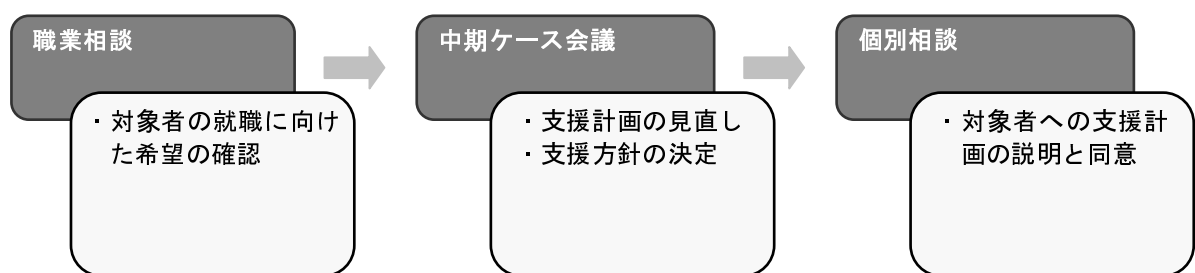 職業相談
・対象者の就職に向け
た希望の確認
中期ケース会議
・支援計画の見直し
・支援方針の決定
個別相談
・対象者への支援計
画の説明と同意